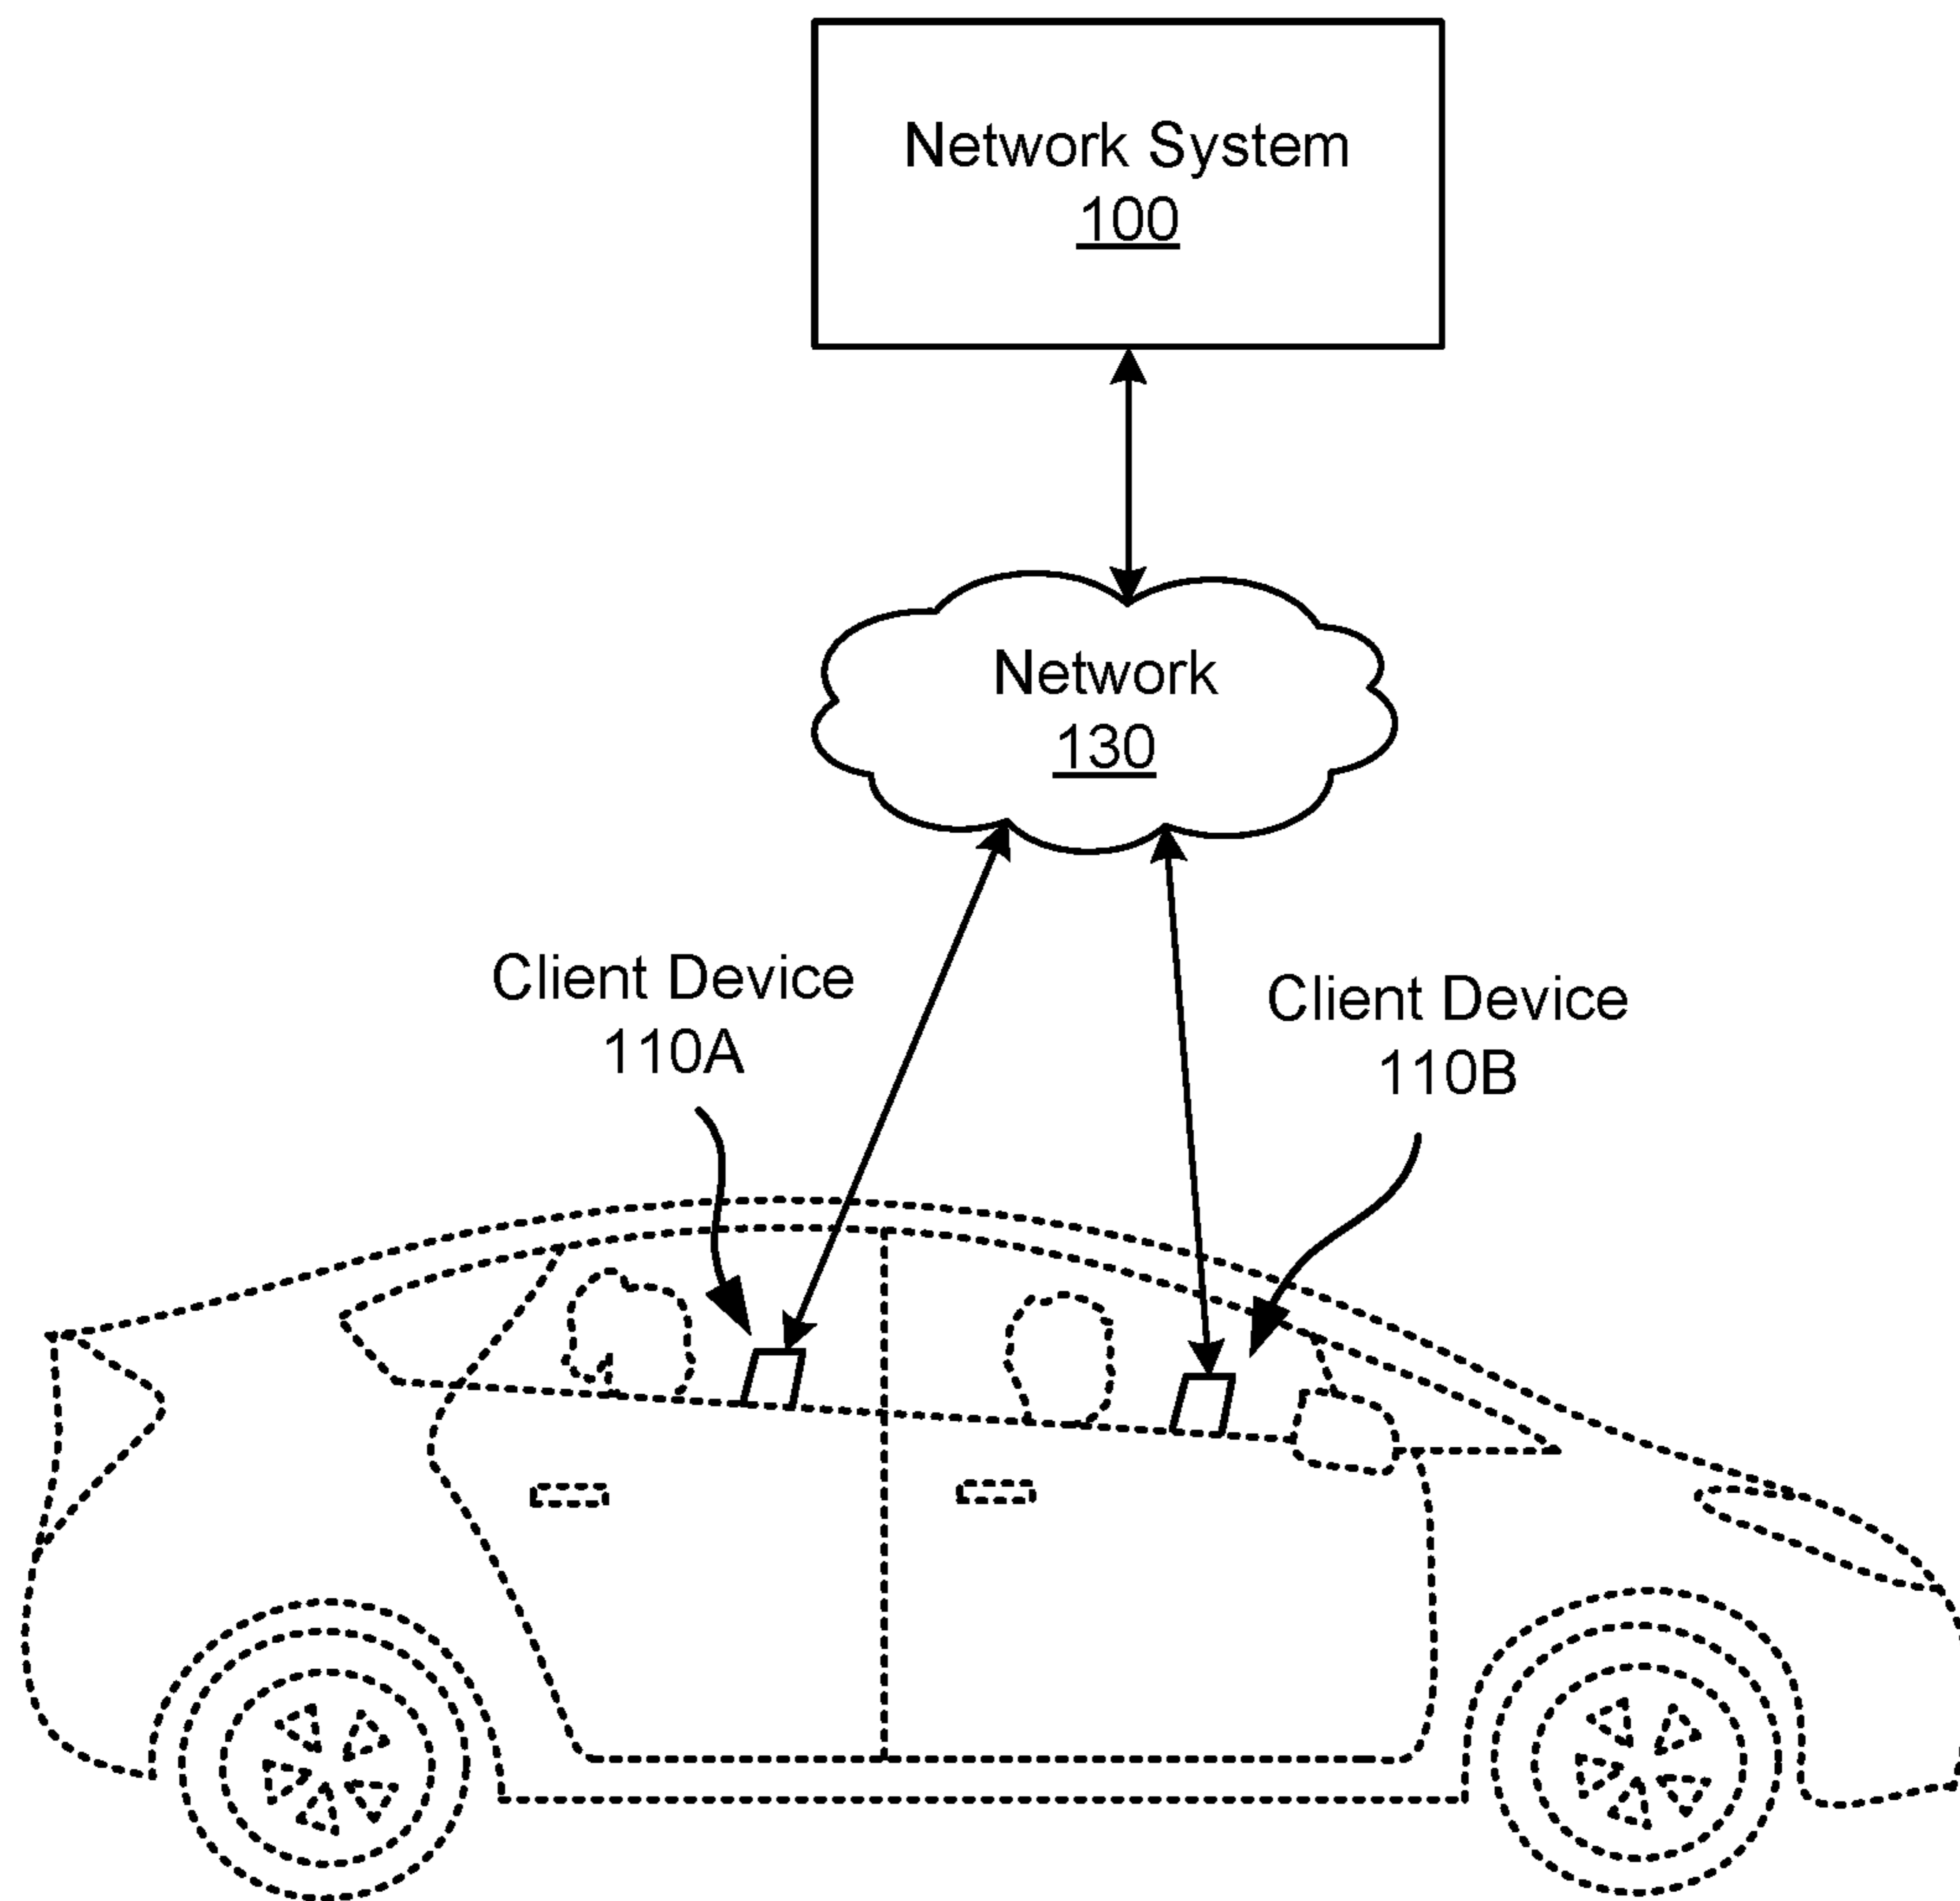 Network System
100
Network
130
Client Device
110A
Client Device
110B